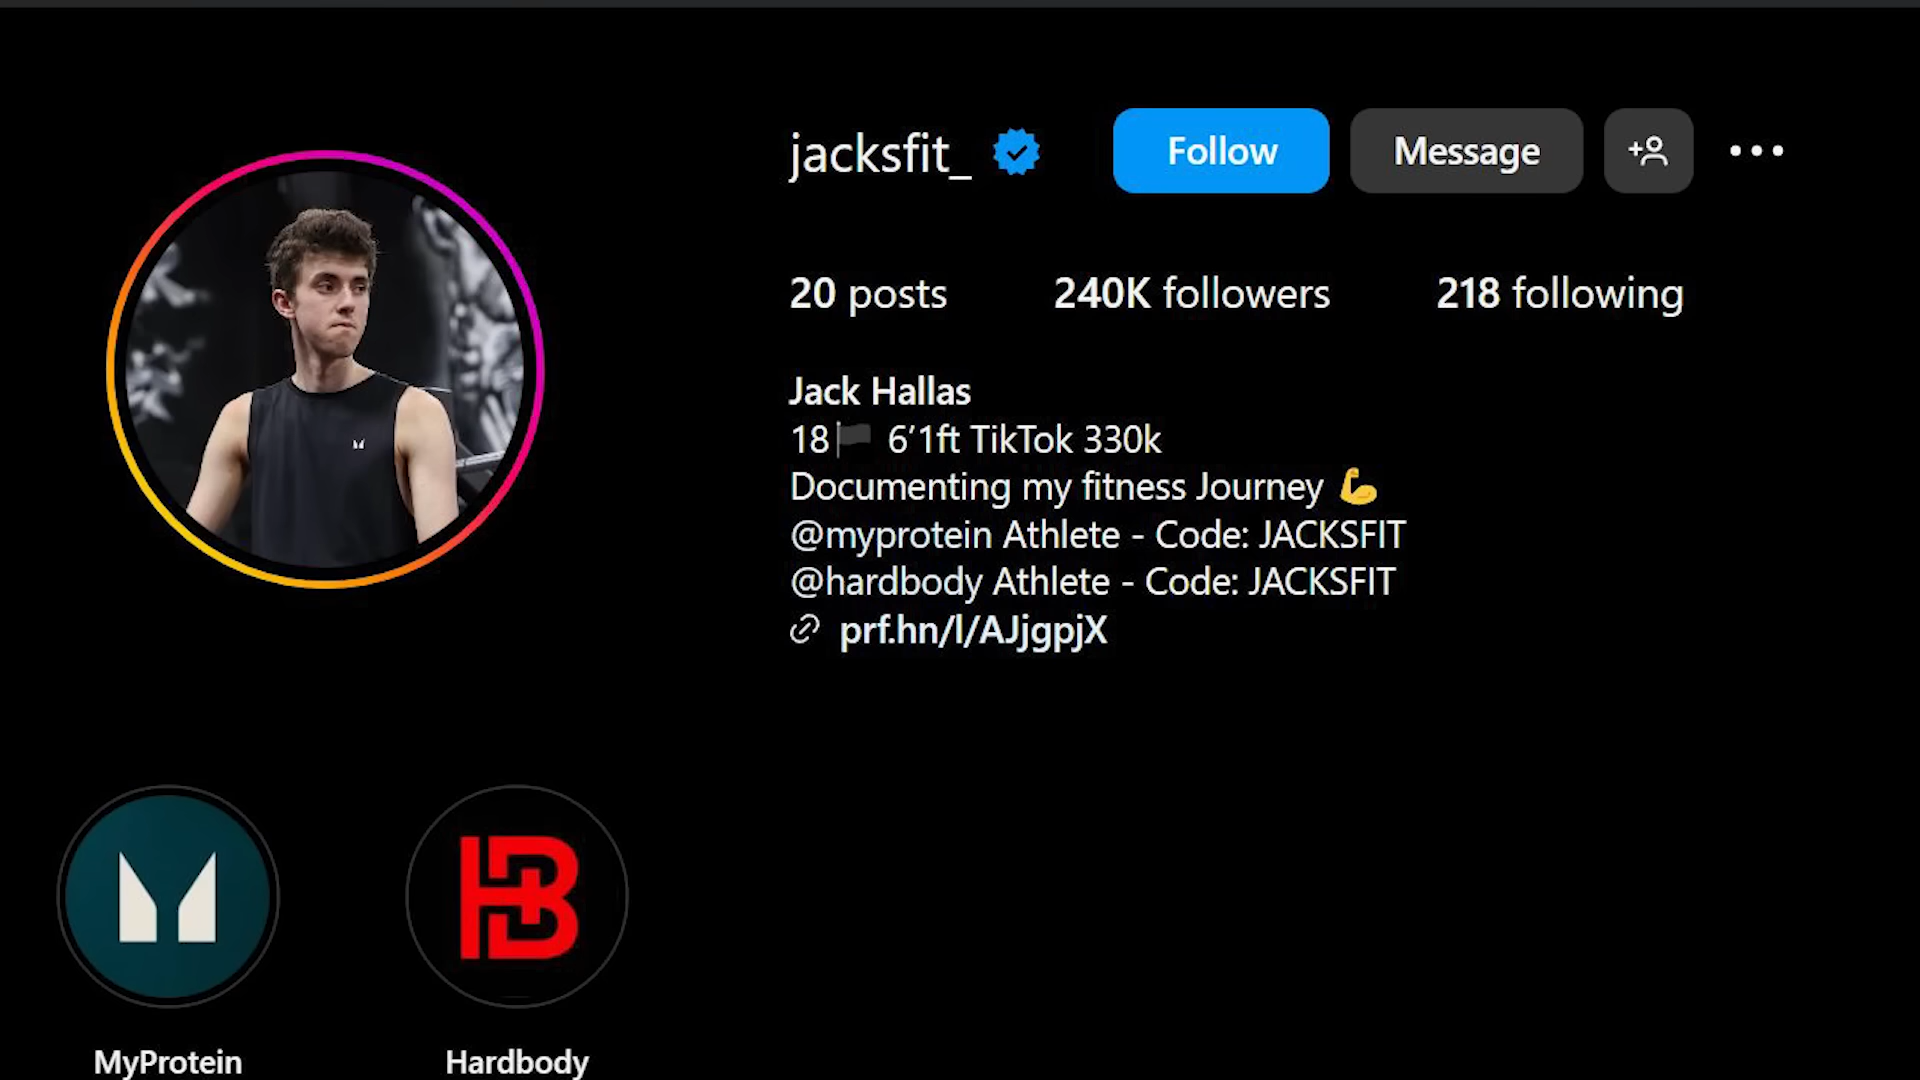 jacksfit_ Follow Message
20 posts 240K followers 218 following
Jack Hallas
18🏴 6’1ft TikTok 330k
Documenting my fitness Journey 💪
@myprotein Athlete - Code: JACKSFIT
@hardbody Athlete - Code: JACKSFIT
prf.hn/l/AJjgpjX
MyProtein Hardbody